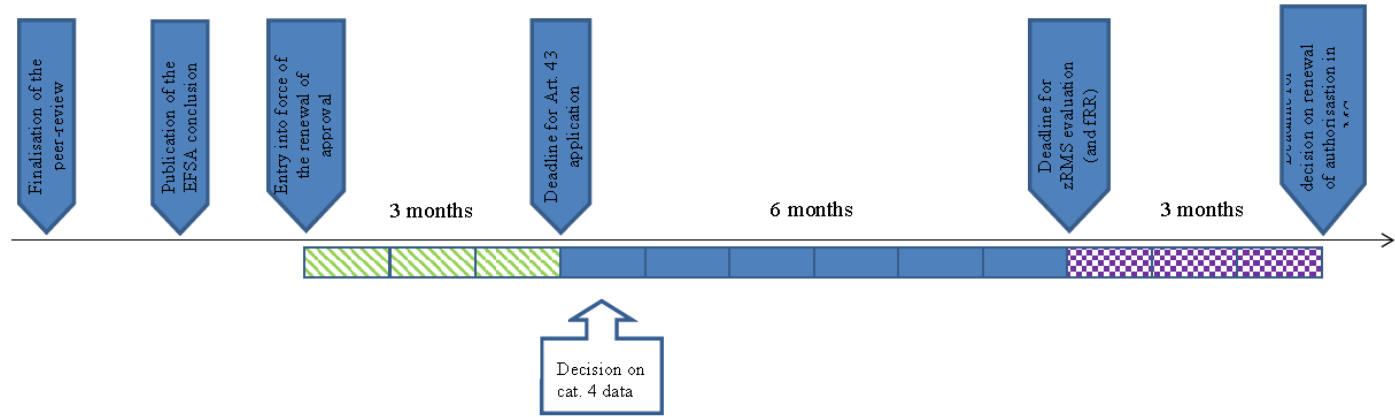 Finalisation of the
peer-review
Publication of the
EFSA conclusion
Entry into force of
the renewal of
approval
Deadline for Art. 43
application
Deadline for
zRMS evaluation
(and fRR)
decision on renewal
of authorisastion in
3 months
6 months
3 months
Decision on
cat. 4 data